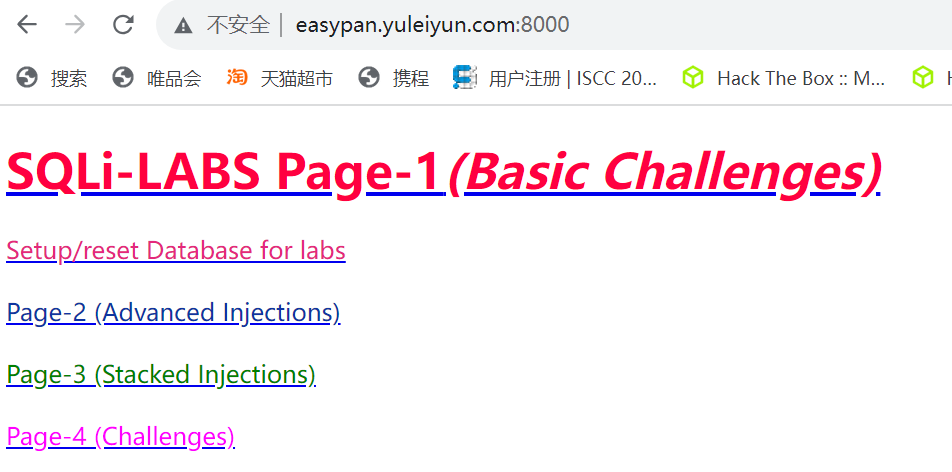 不安全 | easypan.yuleiyun.com:8000
搜索 唯品会 淘 天猫超市 携程 用户注册 | ISCC 20... Hack The Box :: M...
SQLi-LABS Page-1 (Basic Challenges)
Setup/reset Database for labs
Page-2 (Advanced Injections)
Page-3 (Stacked Injections)
Page-4 (Challenges)